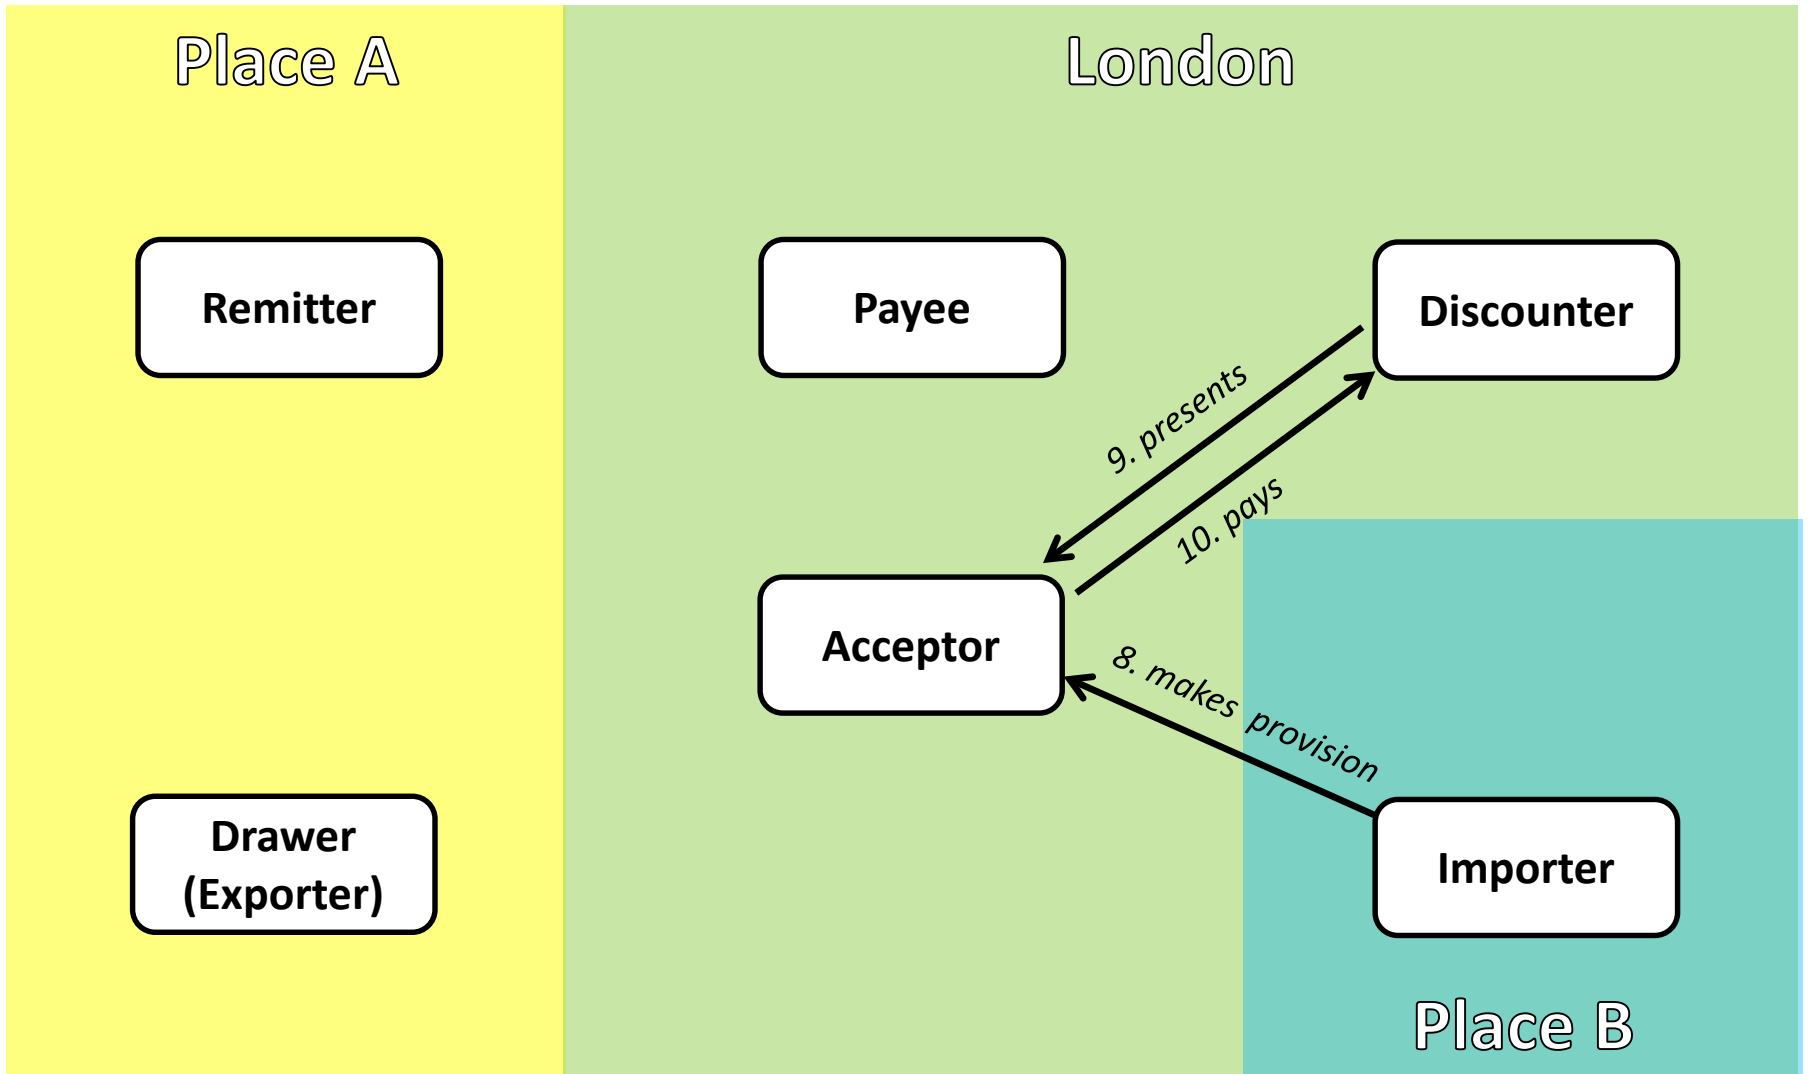 Place A
London
Remitter
Payee
Discounter
9. presents
10. pays
Acceptor
8. makes provision
Drawer
(Exporter)
Importer
Place B